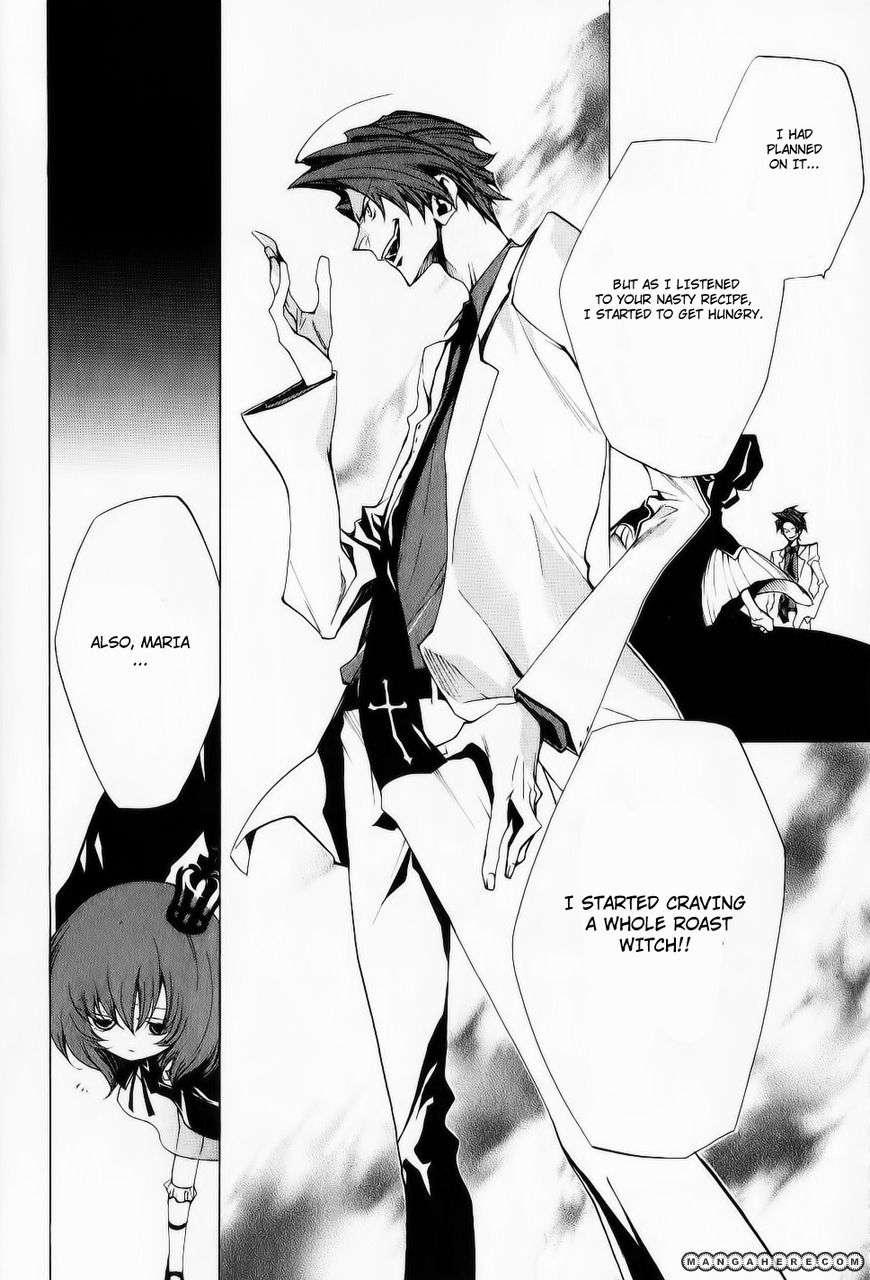 I HAD
PLANNED
ON IT...
BUT AS I LISTENED
TO YOUR NASTY RECIPE,
I STARTED TO GET HUNGRY.
I STARTED CRAVING
A WHOLE ROAST
WITCH!!
ALSO, MARIA
...
MANGAHERE.COM